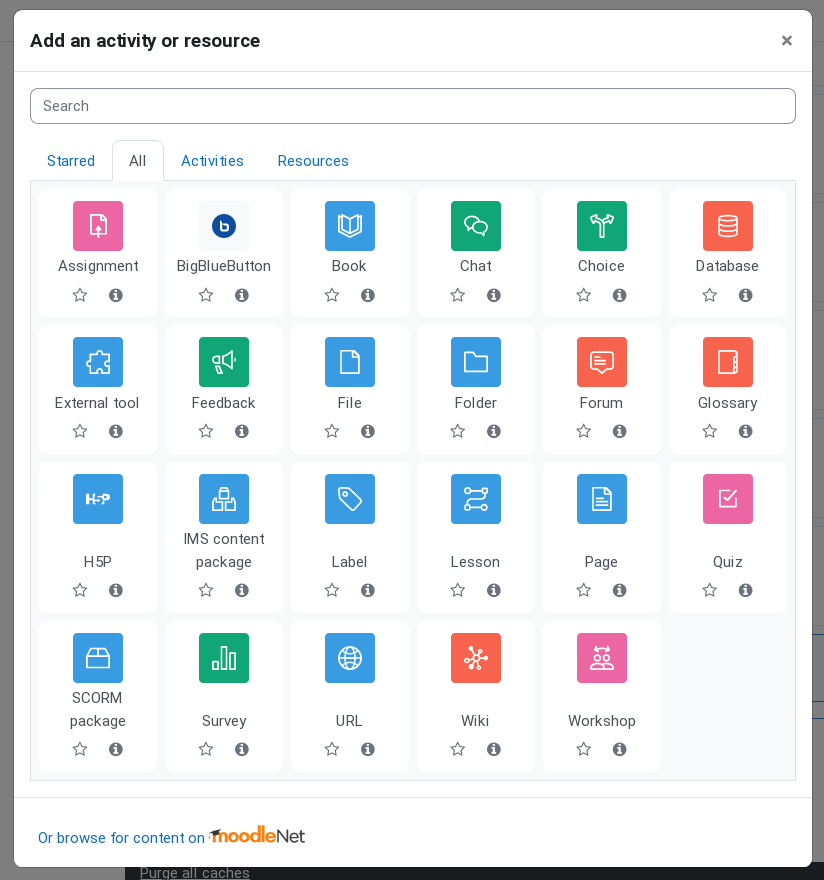 Add an activity or resource
×
Search
Starred All Activities Resources
Assignment BigBlueButton Book Chat Choice Database
External tool Feedback File Folder Forum Glossary
H5P
IMS content
H5P package Label Lesson Page Quiz
SCORM
package Survey URL Wiki Workshop
Or browse for content on moodleNet
Purge all caches